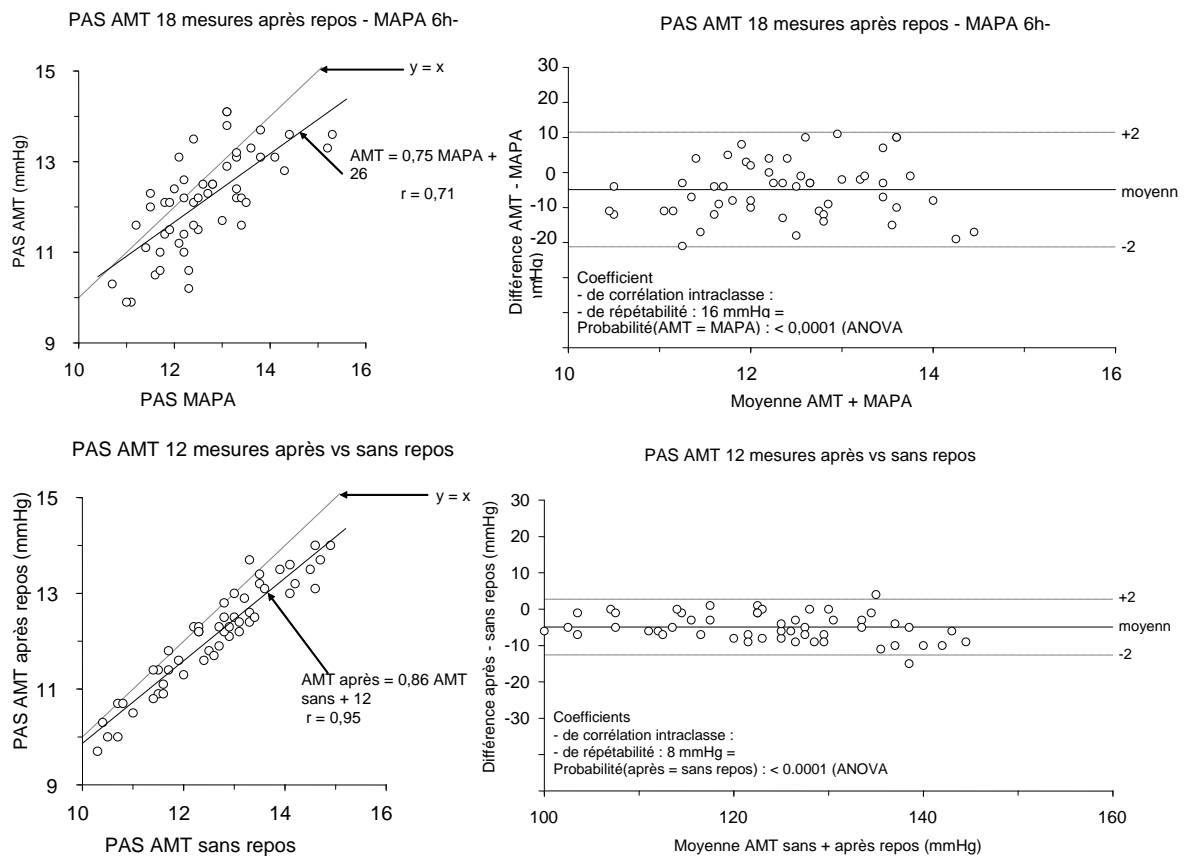 PAS AMT 18 mesures après repos - MAPA 6h-
15
13
11
9
PAS AMT (mmHg)
y = x
AMT = 0,75 MAPA +
26
r = 0,71
10
12
14
16
PAS MAPA
PAS AMT 18 mesures après repos - MAPA 6h-
30
20
10
0
-10
-20
-30
Différence AMT - MAPA
+2
moyenn
-2
Coefficient
- de corrélation intraclasse :
- de répétabilité : 16 mmHg =
Probabilité(AMT = MAPA) : < 0,0001 (ANOVA
10
12
14
16
Moyenne AMT + MAPA
PAS AMT 12 mesures après vs sans repos
15
13
11
9
PAS AMT après repos (mmHg)
y = x
AMT après = 0,86 AMT
sans + 12
r = 0,95
10
12
14
16
PAS AMT sans repos
PAS AMT 12 mesures après vs sans repos
30
20
10
0
-10
-20
-30
Différence après - sans repos (mmHg)
+2
moyenn
-2
Coefficients
- de corrélation intraclasse :
- de répétabilité : 8 mmHg =
Probabilité(après = sans repos) : < 0.0001 (ANOVA
100
120
140
160
Moyenne AMT sans + après repos (mmHg)